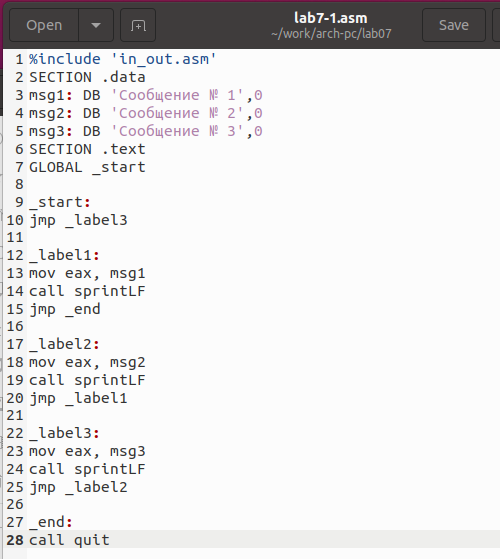 Open
lab7-1.asm
~/work/arch-pc/lab07
Save
1 %include 'in_out.asm'
2 SECTION .data
3 msg1: DB 'Сообщение № 1',0
4 msg2: DB 'Сообщение № 2',0
5 msg3: DB 'Сообщение № 3',0
6 SECTION .text
7 GLOBAL _start
8
9 _start:
10 jmp _label3
11
12 _label1:
13 mov eax, msg1
14 call sprintLF
15 jmp _end
16
17 _label2:
18 mov eax, msg2
19 call sprintLF
20 jmp _label1
21
22 _label3:
23 mov eax, msg3
24 call sprintLF
25 jmp _label2
26
27 _end:
28 call quit